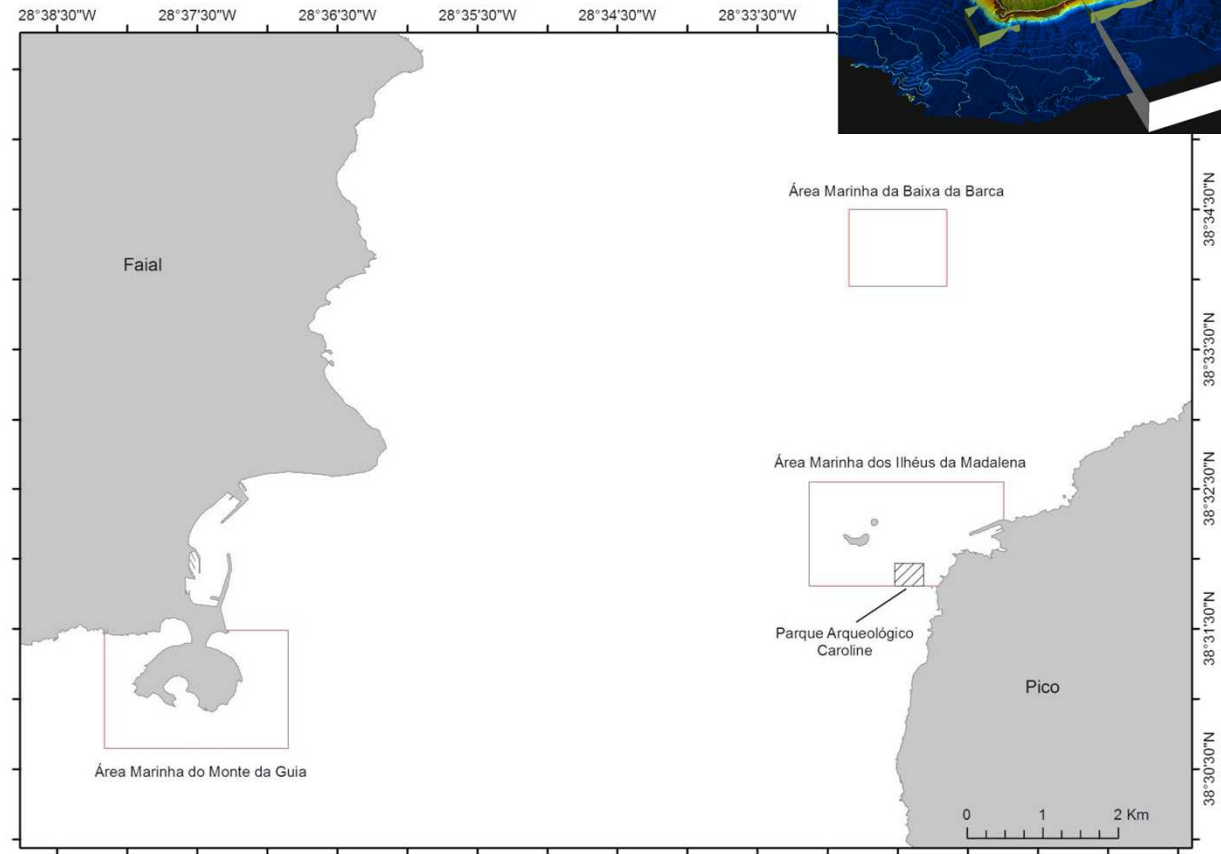 28°38'30"W 28°37'30"W 28°36'30"W 28°35'30"W 28°34'30"W 28°33'30"W
Área Marinha da Baixa da Barca
38°34'30"N
Faial
38°33'30"N
Área Marinha dos Ilhéus da Madalena
38°32'30"N
Parque Arqueológico
Caroline
38°31'30"N
Pico
Área Marinha do Monte da Guia
38°30'30"N
0 1 2 Km